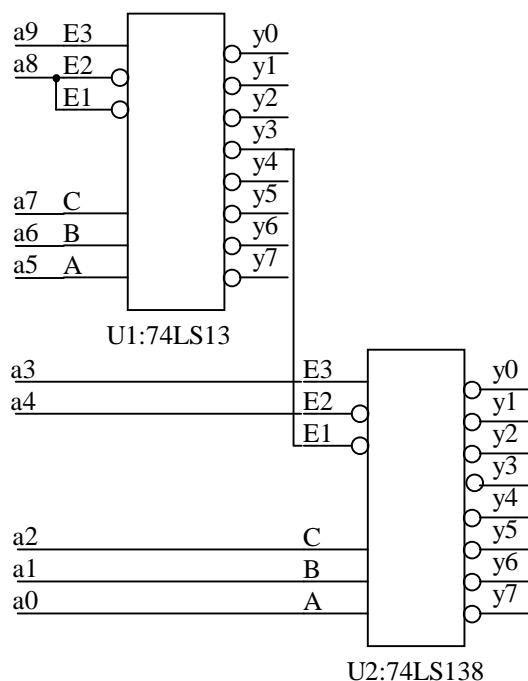 a9 E3 y0
a8 E2 y1
E1 y2
y3
y4
a7 C y5
a6 B y6
a5 A y7
U1:74LS13
a3 E3 y0
a4 E2 y1
E1 y2
y3
y4
a2 C y5
a1 B y6
a0 A y7
U2:74LS138